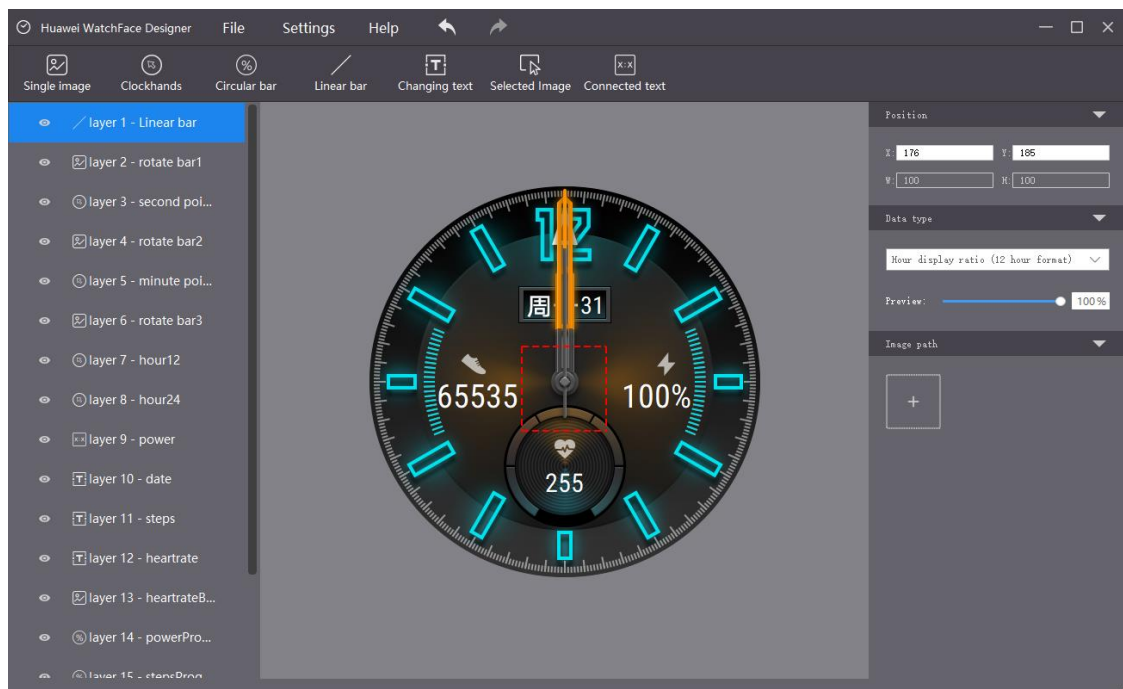 Huawei WatchFace Designer File Settings Help
Single image Clockhands Circular bar Linear bar Changing text Selected Image Connected text
layer 1 - Linear bar
layer 2 - rotate bar1
layer 3 - second poi...
layer 4 - rotate bar2
layer 5 - minute poi...
layer 6 - rotate bar3
layer 7 - hour12
layer 8 - hour24
layer 9 - power
layer 10 - date
layer 11 - steps
layer 12 - heartrate
layer 13 - heartrateB...
layer 14 - powerPro...
layer 15 - stepsProg
12
周一 31
65535 100%
255
Position
X: 176 Y: 185
W: 100 H: 100
Data type
Hour display ratio (12 hour format)
Preview: 100%
Image path